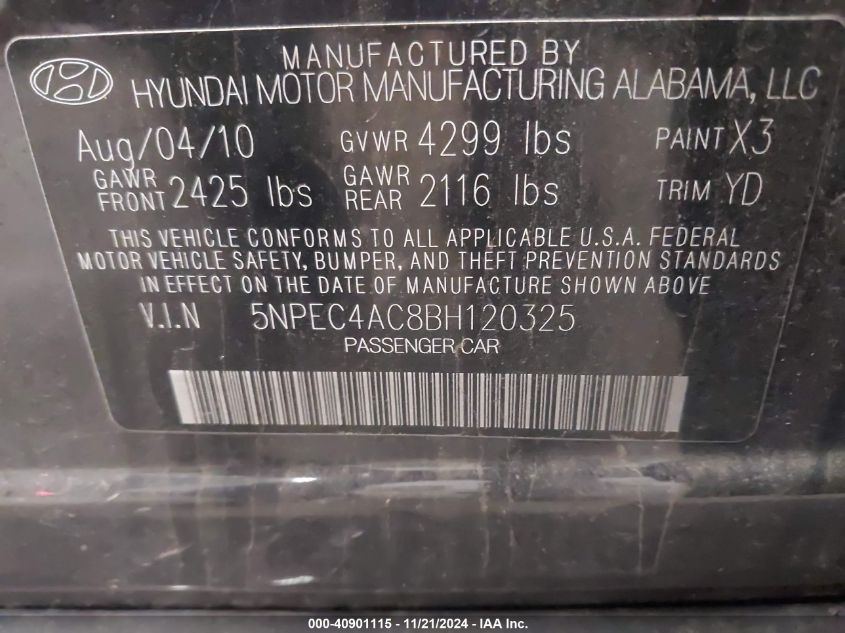 MANUFACTURED BY
HYUNDAI MOTOR MANUFACTURING ALABAMA, LLC
Aug/04/10 GVWR 4299 lbs PAINT X3
GAWR FRONT 2425 lbs GAWR REAR 2116 lbs TRIM YD
THIS VEHICLE CONFORMS TO ALL APPLICABLE U.S.A. FEDERAL
MOTOR VEHICLE SAFETY, BUMPER, AND THEFT PREVENTION STANDARDS
IN EFFECT ON THE DATE OF MANUFACTURE SHOWN ABOVE
V.I.N 5NPEC4AC8BH120325
PASSENGER CAR
000-40901115 - 11/21/2024 - IAA Inc.